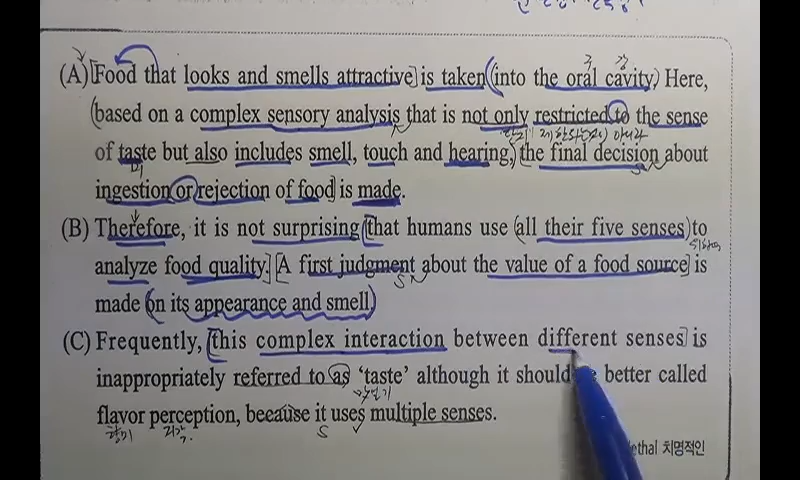 (A) Food that looks and smells attractive is taken into the oral cavity. Here,
based on a complex sensory analysis that is not only restricted to the sense
of taste but also includes smell, touch and hearing, the final decision about
ingestion or rejection of food is made.
(B) Therefore, it is not surprising that humans use all their five senses to
analyze food quality. A first judgment about the value of a food source is
made on its appearance and smell.
(C) Frequently, this complex interaction between different senses is
inappropriately referred to as ‘taste’ although it should better called
flavor perception, because it uses multiple senses.
향미 지각.
ethal 치명적인